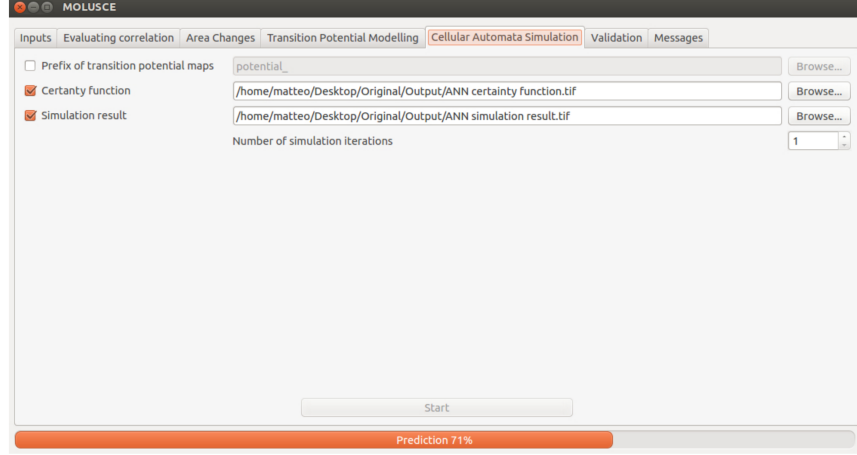 MOLUSCE
Inputs Evaluating correlation Area Changes Transition Potential Modelling Cellular Automata Simulation Validation Messages
Prefix of transition potential maps potential_ Browse...
Certanty function /home/matteo/Desktop/Original/Output/ANN certainty function.tif Browse...
Simulation result /home/matteo/Desktop/Original/Output/ANN simulation result.tif Browse...
Number of simulation iterations 1
Start
Prediction 71%